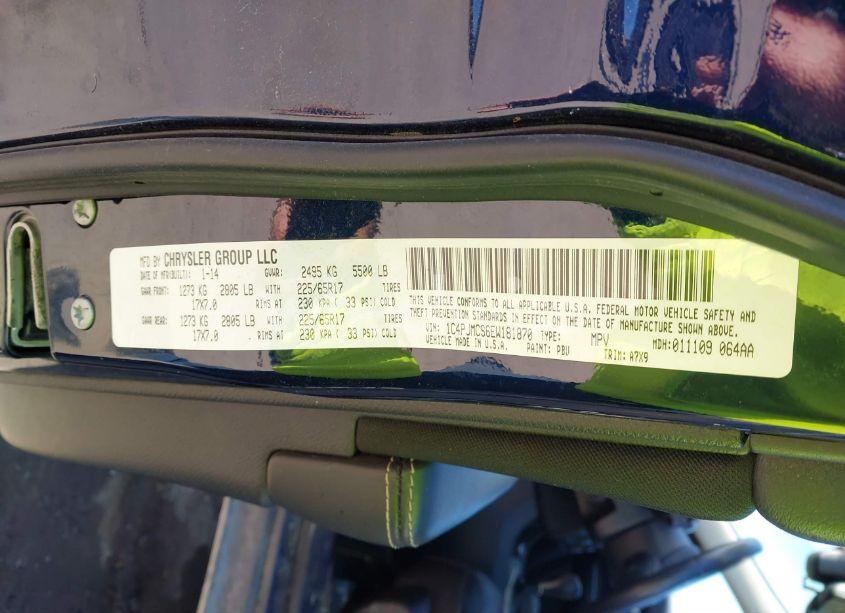 MFD BY CHRYSLER GROUP LLC
DATE OF MFR(BUILT): 1-14 GVWR: 2495 KG 5500 LB
GAWR FRONT: 1273 KG 2805 LB WITH 225/65R17 TIRES
17X7.0 RIMS AT 230 KPA ( 33 PSI) COLD
GAWR REAR: 1273 KG 2805 LB WITH 225/65R17 TIRES
17X7.0 RIMS AT 230 KPA ( 33 PSI) COLD
THIS VEHICLE CONFORMS TO ALL APPLICABLE U.S.A. FEDERAL MOTOR VEHICLE SAFETY AND
THEFT PREVENTION STANDARDS IN EFFECT ON THE DATE OF MANUFACTURE SHOWN ABOVE.
VIN: 1C4PJMCS6EW181870 TYPE: MPV MDH: 011109 064AA
VEHICLE MADE IN U.S.A. PAINT: PBU TRIM: A7X9